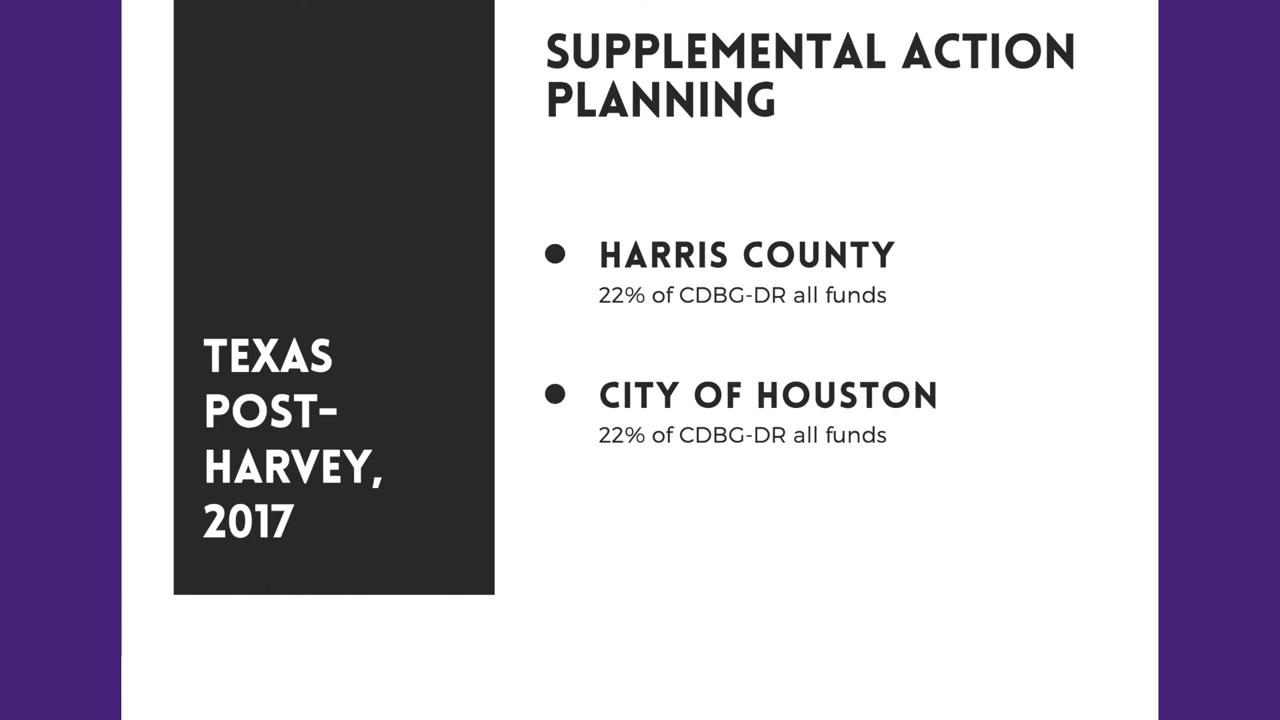 SUPPLEMENTAL ACTION
PLANNING
HARRIS COUNTY
22% of CDBG-DR all funds
CITY OF HOUSTON
22% of CDBG-DR all funds
TEXAS
POST-
HARVEY,
2017